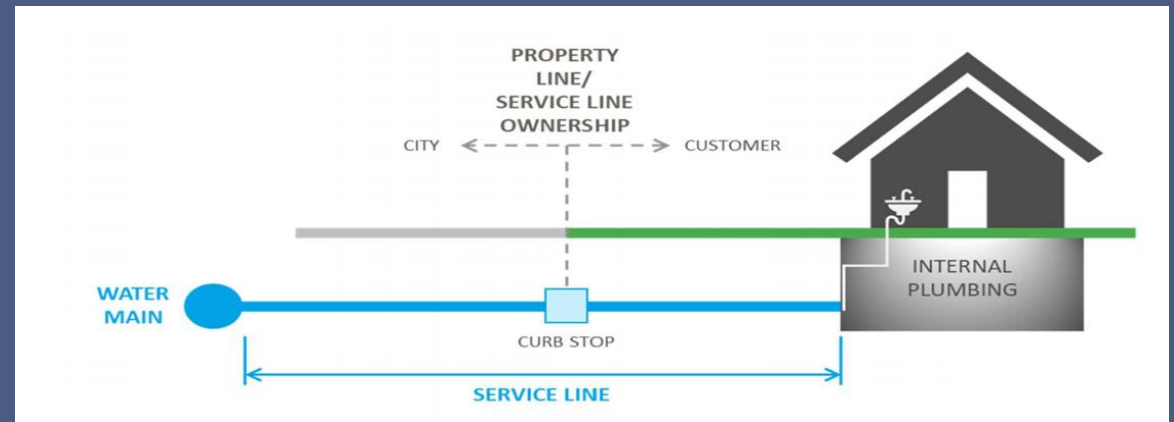 PROPERTY
LINE/
SERVICE LINE
OWNERSHIP
CITY
CUSTOMER
INTERNAL
PLUMBING
WATER
MAIN
CURB STOP
SERVICE LINE